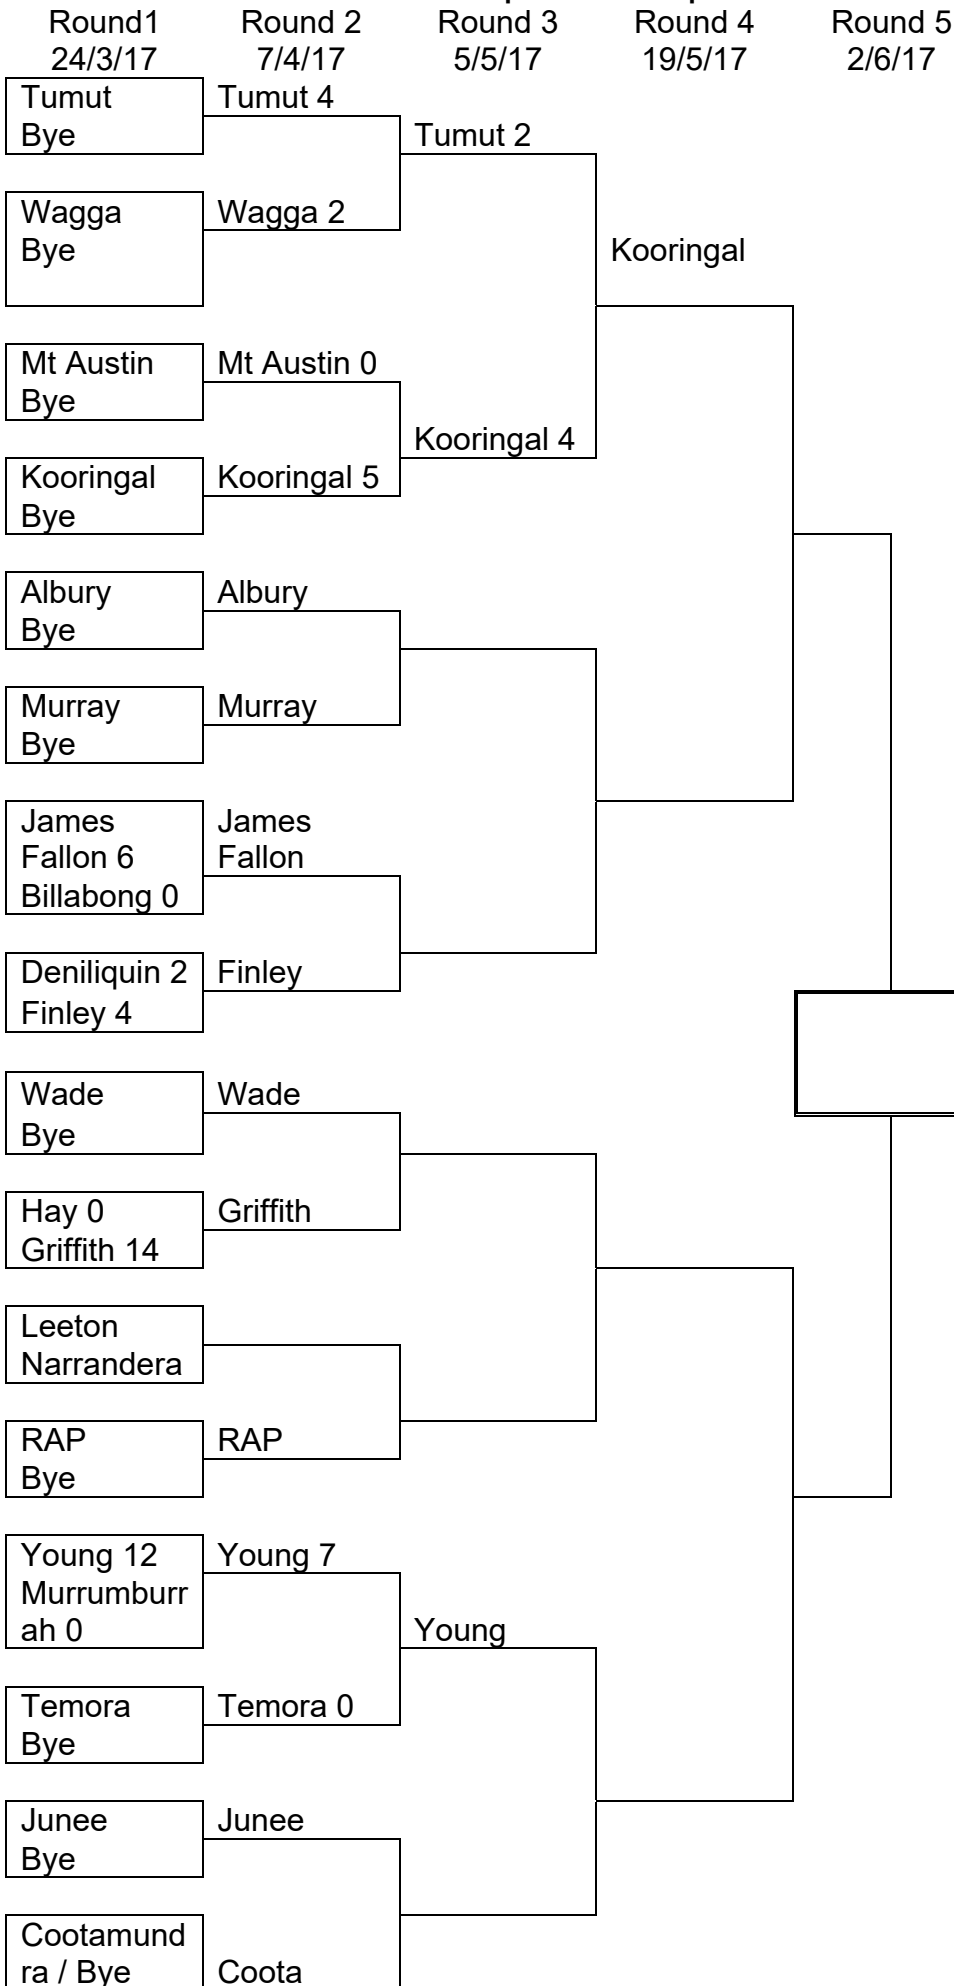 Round1
Round 2
Round 3
Round 4
Round 5
24/3/17
7/4/17
5/5/17
19/5/17
2/6/17
Tumut
Bye
Tumut 4
Tumut 2
Wagga
Bye
Wagga 2
Kooringal
Mt Austin
Bye
Mt Austin 0
Kooringal 4
Kooringal
Bye
Kooringal 5
Albury
Bye
Albury
Murray
Bye
Murray
James
Fallon 6
Billabong 0
James
Fallon
Deniliquin 2
Finley 4
Finley
Wade
Bye
Wade
Hay 0
Griffith 14
Griffith
Leeton
Narrandera
RAP
Bye
RAP
Young 12
Murrumburr
ah 0
Young 7
Young
Temora
Bye
Temora 0
Junee
Bye
Junee
Cootamund
ra / Bye
Coota